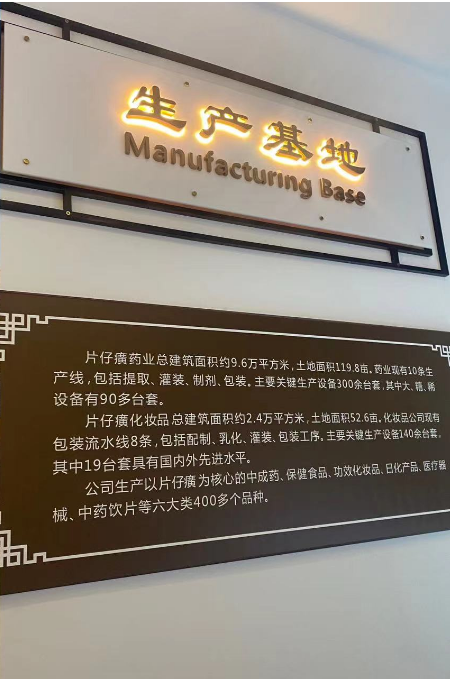 生产基地
Manufacturing Base
片仔癀药业总建筑面积约9.6万平方米，土地面积119.8亩。药业现有10条生
产线，包括提取、灌装、制剂、包装。主要关键生产设备300余台套，其中大、精、稀
设备有90多台套。
片仔癀化妆品总建筑面积约2.4万平方米，土地面积52.6亩。化妆品公司现有
包装流水线8条，包括配制、乳化、灌装、包装工序。主要关键生产设备140余台套，
其中19台套具有国内外先进水平。
公司生产以片仔癀为核心的中成药、保健食品、功效化妆品、日化产品、医疗器
械、中药饮片等六大类400多个品种。